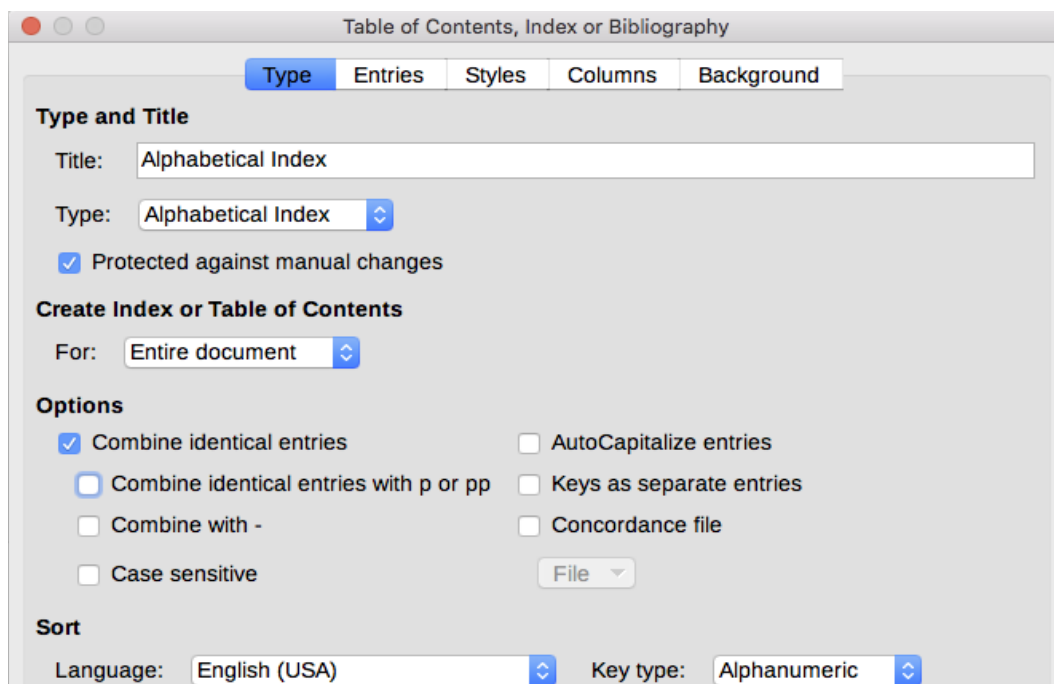 Table of Contents, Index or Bibliography
Type Entries Styles Columns Background
Type and Title
Title: Alphabetical Index
Type: Alphabetical Index
Protected against manual changes
Create Index or Table of Contents
For: Entire document
Options
Combine identical entries AutoCapitalize entries
Combine identical entries with p or pp Keys as separate entries
Combine with - Concordance file
Case sensitive File
Sort
Language: English (USA) Key type: Alphanumeric